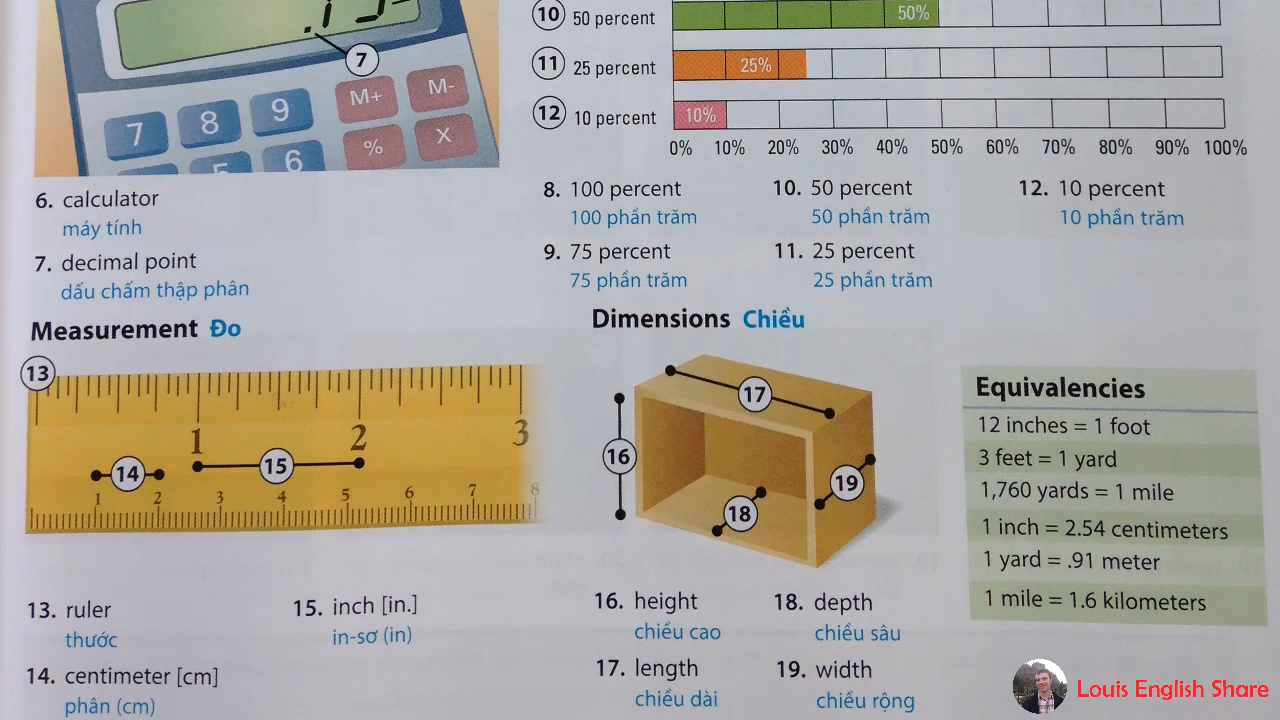 .15
7
7 8 9 M+ M-
5 6 % X
10 50 percent 50%
11 25 percent 25%
12 10 percent 10%
0% 10% 20% 30% 40% 50% 60% 70% 80% 90% 100%
6. calculator
máy tính
7. decimal point
dấu chấm thập phân
8. 100 percent
100 phần trăm
9. 75 percent
75 phần trăm
10. 50 percent
50 phần trăm
11. 25 percent
25 phần trăm
12. 10 percent
10 phần trăm
Measurement Đo
13
1 2 3
14 15
1 2 3 4 5 6 7 8
13. ruler
thước
14. centimeter [cm]
phân (cm)
15. inch [in.]
in-sơ (in)
Dimensions Chiều
17
16
19
18
16. height
chiều cao
17. length
chiều dài
18. depth
chiều sâu
19. width
chiều rộng
Equivalencies
12 inches = 1 foot
3 feet = 1 yard
1,760 yards = 1 mile
1 inch = 2.54 centimeters
1 yard = .91 meter
1 mile = 1.6 kilometers
Louis English Share